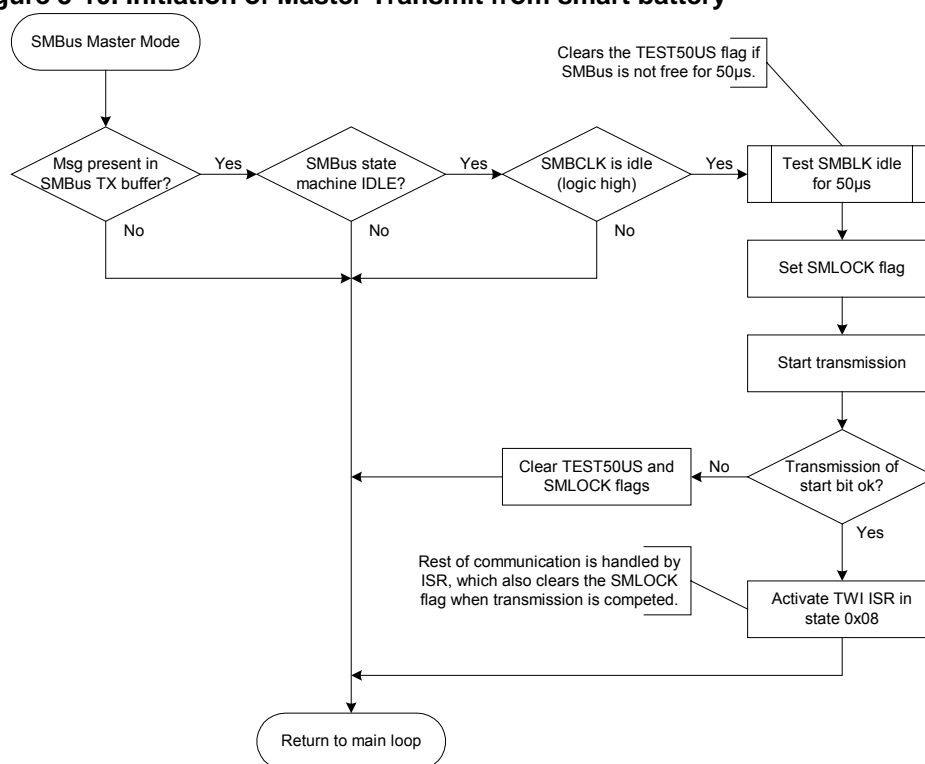 gure 3-10. Initiation of Master Transmit from smart battery
SMBus Master Mode
Clears the TEST50US flag if
SMBus is not free for 50µs.
Msg present in
SMBus TX buffer?
Yes
SMBus state
machine IDLE?
Yes
SMBCLK is idle
(logic high)
Yes
Test SMBLK idle
for 50µs
No
No
No
Set SMLOCK flag
Start transmission
Clear TEST50US and
SMLOCK flags
No
Transmission of
start bit ok?
Yes
Rest of communication is handled by
ISR, which also clears the SMLOCK
flag when transmission is competed.
Activate TWI ISR in
state 0x08
Return to main loop